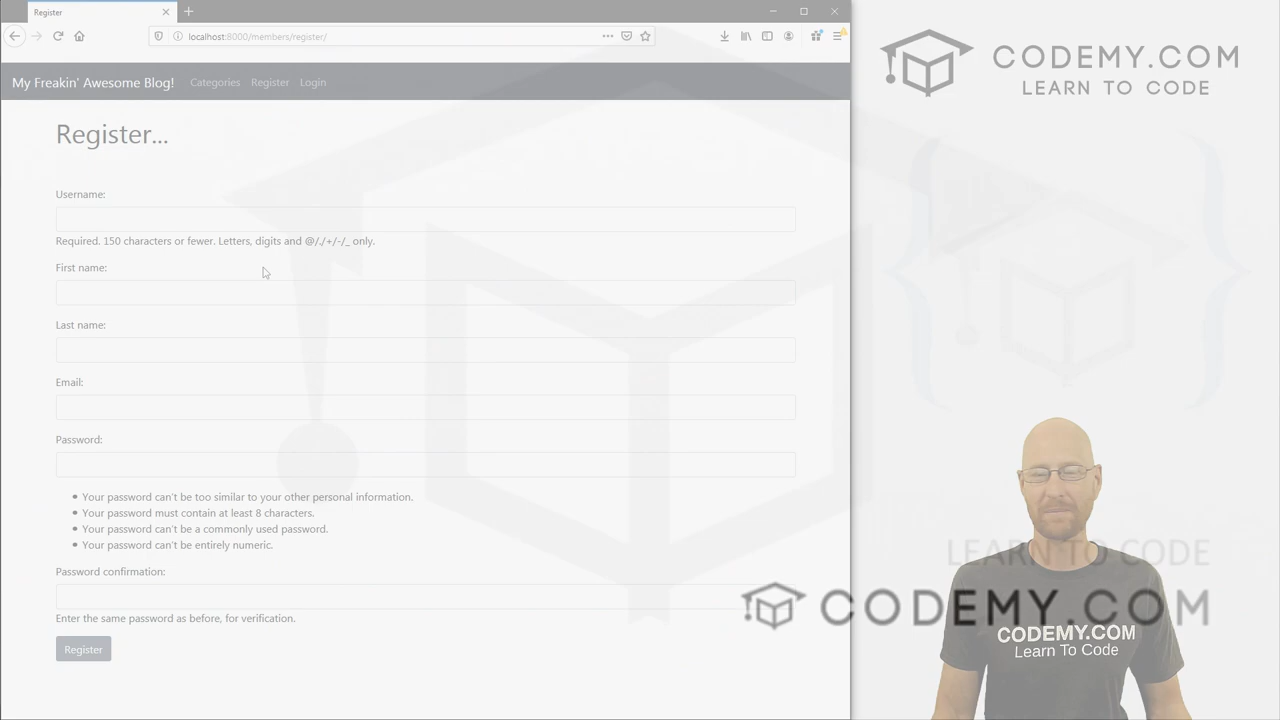 Register
localhost:8000/members/register/
My Freakin' Awesome Blog!
Categories
Register
Login
Register...
Username:
Required. 150 characters or fewer. Letters, digits and @/./+/-/_ only.
First name:
Last name:
Email:
Password:
Your password can't be too similar to your other personal information.
Your password must contain at least 8 characters.
Your password can't be a commonly used password.
Your password can't be entirely numeric.
Password confirmation:
Enter the same password as before, for verification.
Register
CODEMY.COM
LEARN TO CODE
LEARN TO CODE
CODEMY.COM
CODEMY.COM
Learn To Code